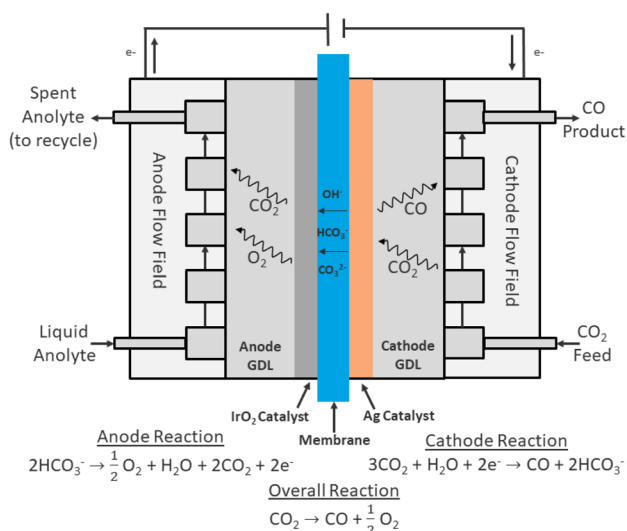 e-
e-
Spent
Anolyte
(to recycle)
CO
Product
Anode Flow Field
Cathode Flow Field
CO₂
O₂
OH⁻
HCO₃⁻
CO₃²⁻
CO
CO₂
Liquid
Anolyte
Anode
GDL
Cathode
GDL
CO₂
Feed
IrO₂ Catalyst
Ag Catalyst
Membrane
Anode Reaction
2HCO₃⁻ → 1/2 O₂ + H₂O + 2CO₂ + 2e⁻
Cathode Reaction
3CO₂ + H₂O + 2e⁻ → CO + 2HCO₃⁻
Overall Reaction
CO₂ → CO + 1/2 O₂